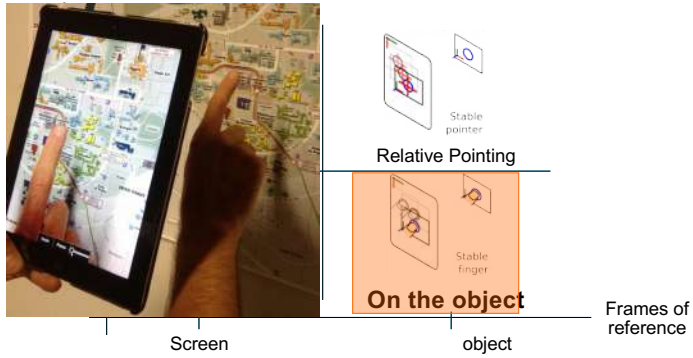 Stable
pointer
Relative Pointing
Stable
finger
On the object
Frames of
reference
Screen
object